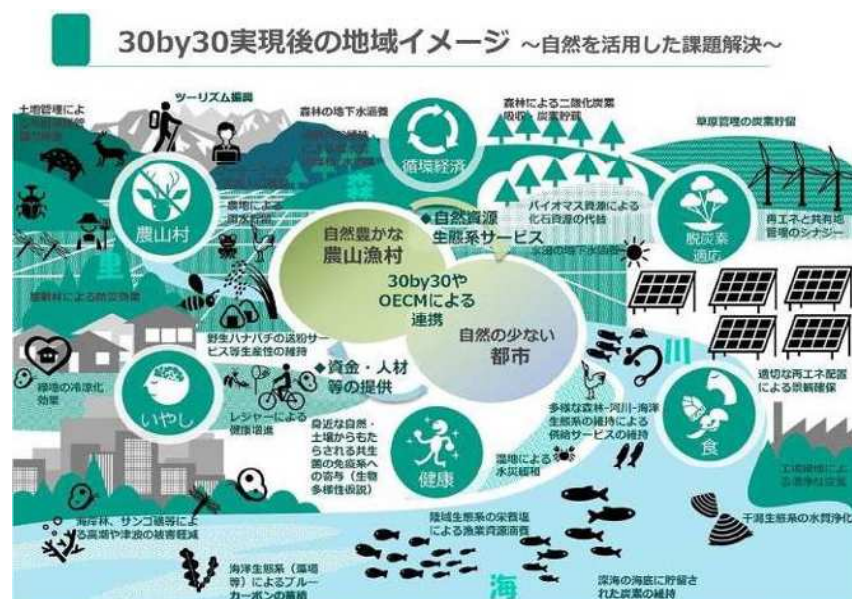 30by30実現後の地域イメージ ～自然を活用した課題解決～
土地管理によ
ツーリズム振興
森林の地下水涵養
循環経済
森林による二酸化炭素
吸収・炭素貯蔵
草原管理の炭素貯留
農山村
森
里
自然豊かな
農山漁村
◆自然資源
生態系サービス
バイオマス資源による
化石資源の代替
脱炭素
適応
再エネと共有地
管理のシナジー
水田の地下水涵養
30by30や
OECMによる
連携
自然の少ない
都市
野生ハナバチの送粉サー
ビス等生産性の維持
◆資金・人材
等の提供
緑地の冷涼化
効果
いやし
レジャーによる
健康増進
身近な自然・
土壌からもた
らされる共生
菌の免疫系へ
の寄与（生物
多様性仮説）
健康
川
多様な森林-河川-海洋
生態系の維持による
供給サービスの維持
湿地による
水災緩和
食
適切な再エネ配置
による景観確保
海岸林、サンゴ礁等によ
る高潮や津波の被害軽減
海洋生態系（藻場
等）によるブルー
カーボンの蓄積
陸域生態系の栄養塩
による漁業資源涵養
海
深海の海底に貯留さ
れた炭素の維持
干潟生態系の水質浄化